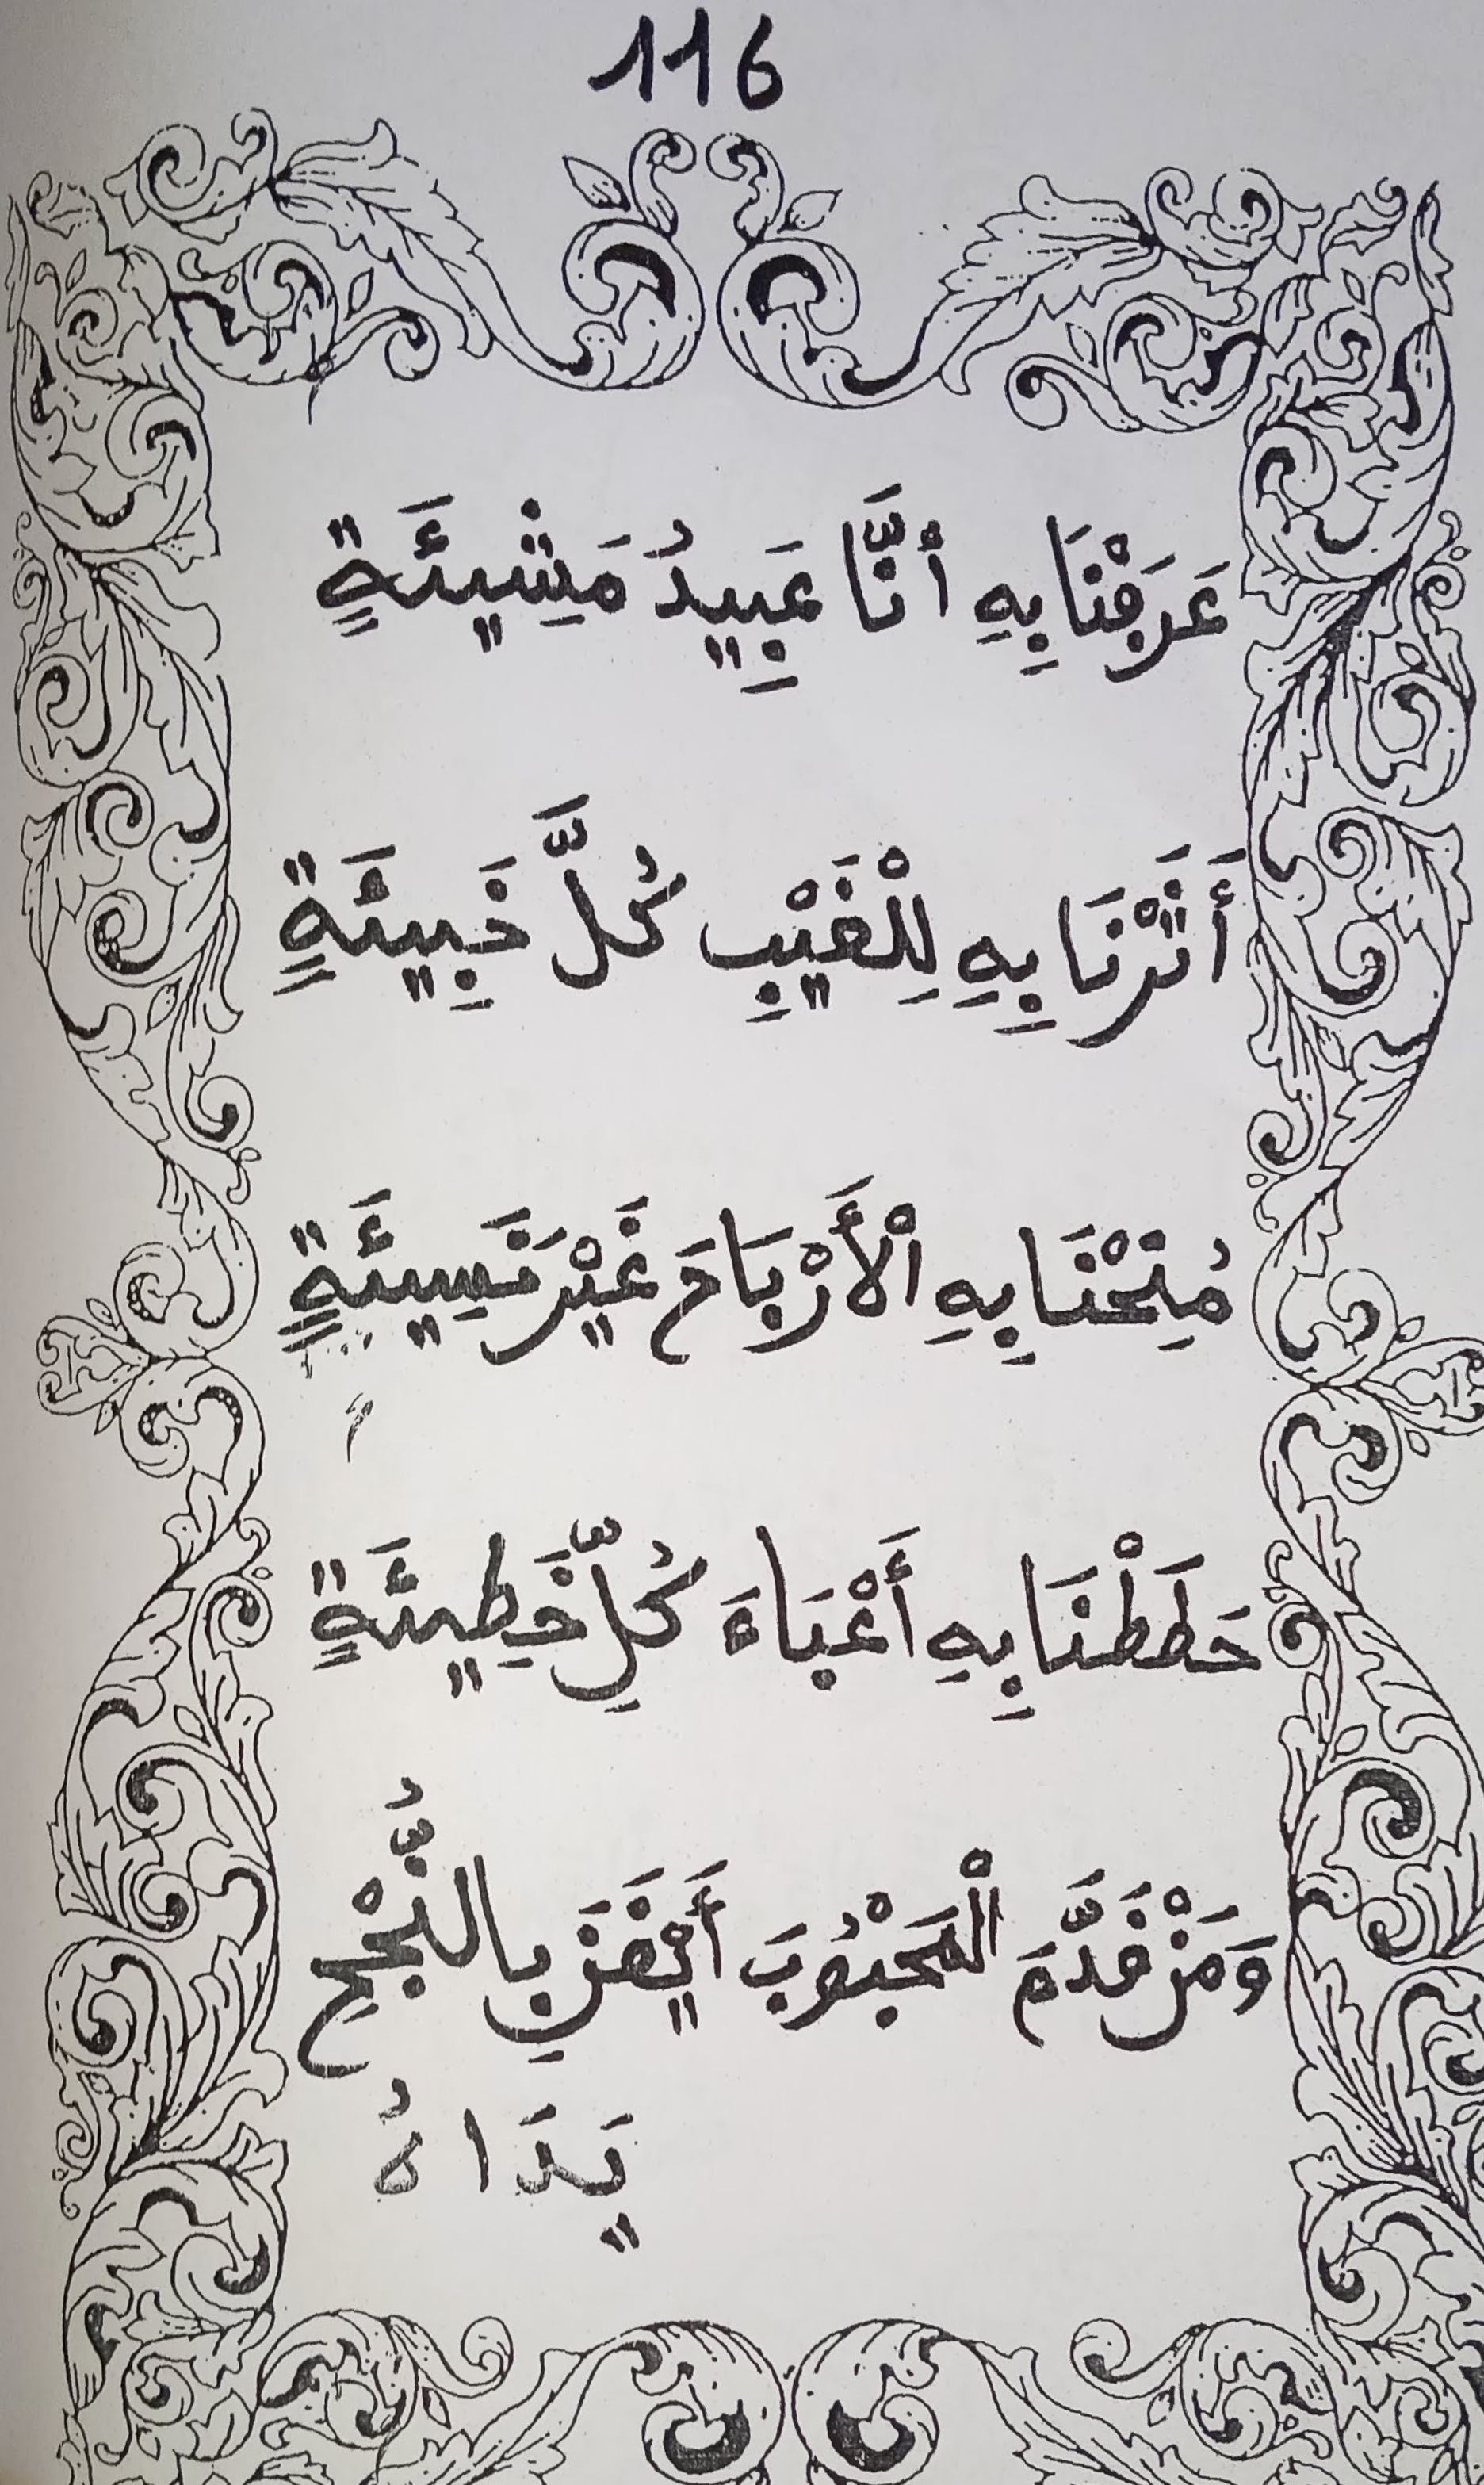 116
عَرَفْنَا بِهِ أَنَّا عَبِيدُ مَشِيئَةٍ
أَثَرْنَا بِهِ لِلْغَيْبِ كُلَّ خَبِيئَةٍ
مُنِحْنَا بِهِ الْأَرْبَاحَ غَيْرَ نَسِيئَةٍ
حَطَطْنَا بِهِ أَعْبَاءَ كُلِّ خَطِيئَةٍ
وَمَنْ قَدَّمَ الْمَحْبُوبَ أَيْقَنَ بِالنُّجْحِ
يَدَاهُ